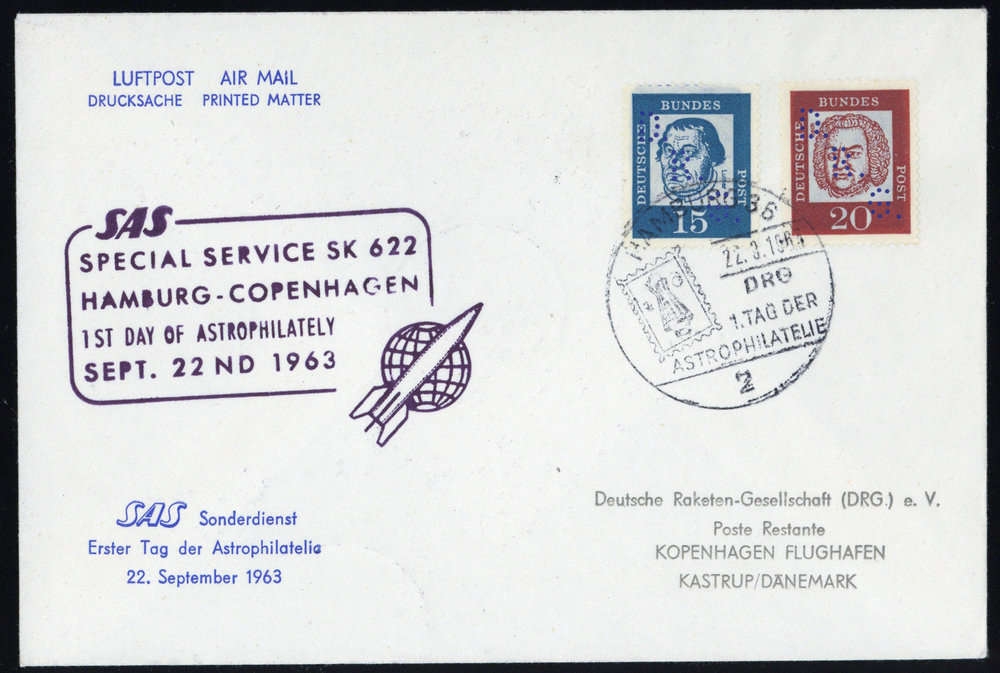 LUFTPOST AIR MAIL
DRUCKSACHE PRINTED MATTER
DEUTSCHE BUNDES POST
15
DEUTSCHE BUNDES POST
20
SAS
SPECIAL SERVICE SK 622
HAMBURG-COPENHAGEN
1ST DAY OF ASTROPHILATELY
SEPT. 22 ND 1963
36
DRG
1. TAG DER
ASTROPHILATELIE
2
SAS Sonderdienst
Erster Tag der Astrophilatelie
22. September 1963
Deutsche Raketen-Gesellschaft (DRG.) e. V.
Poste Restante
KOPENHAGEN FLUGHAFEN
KASTRUP/DÄNEMARK